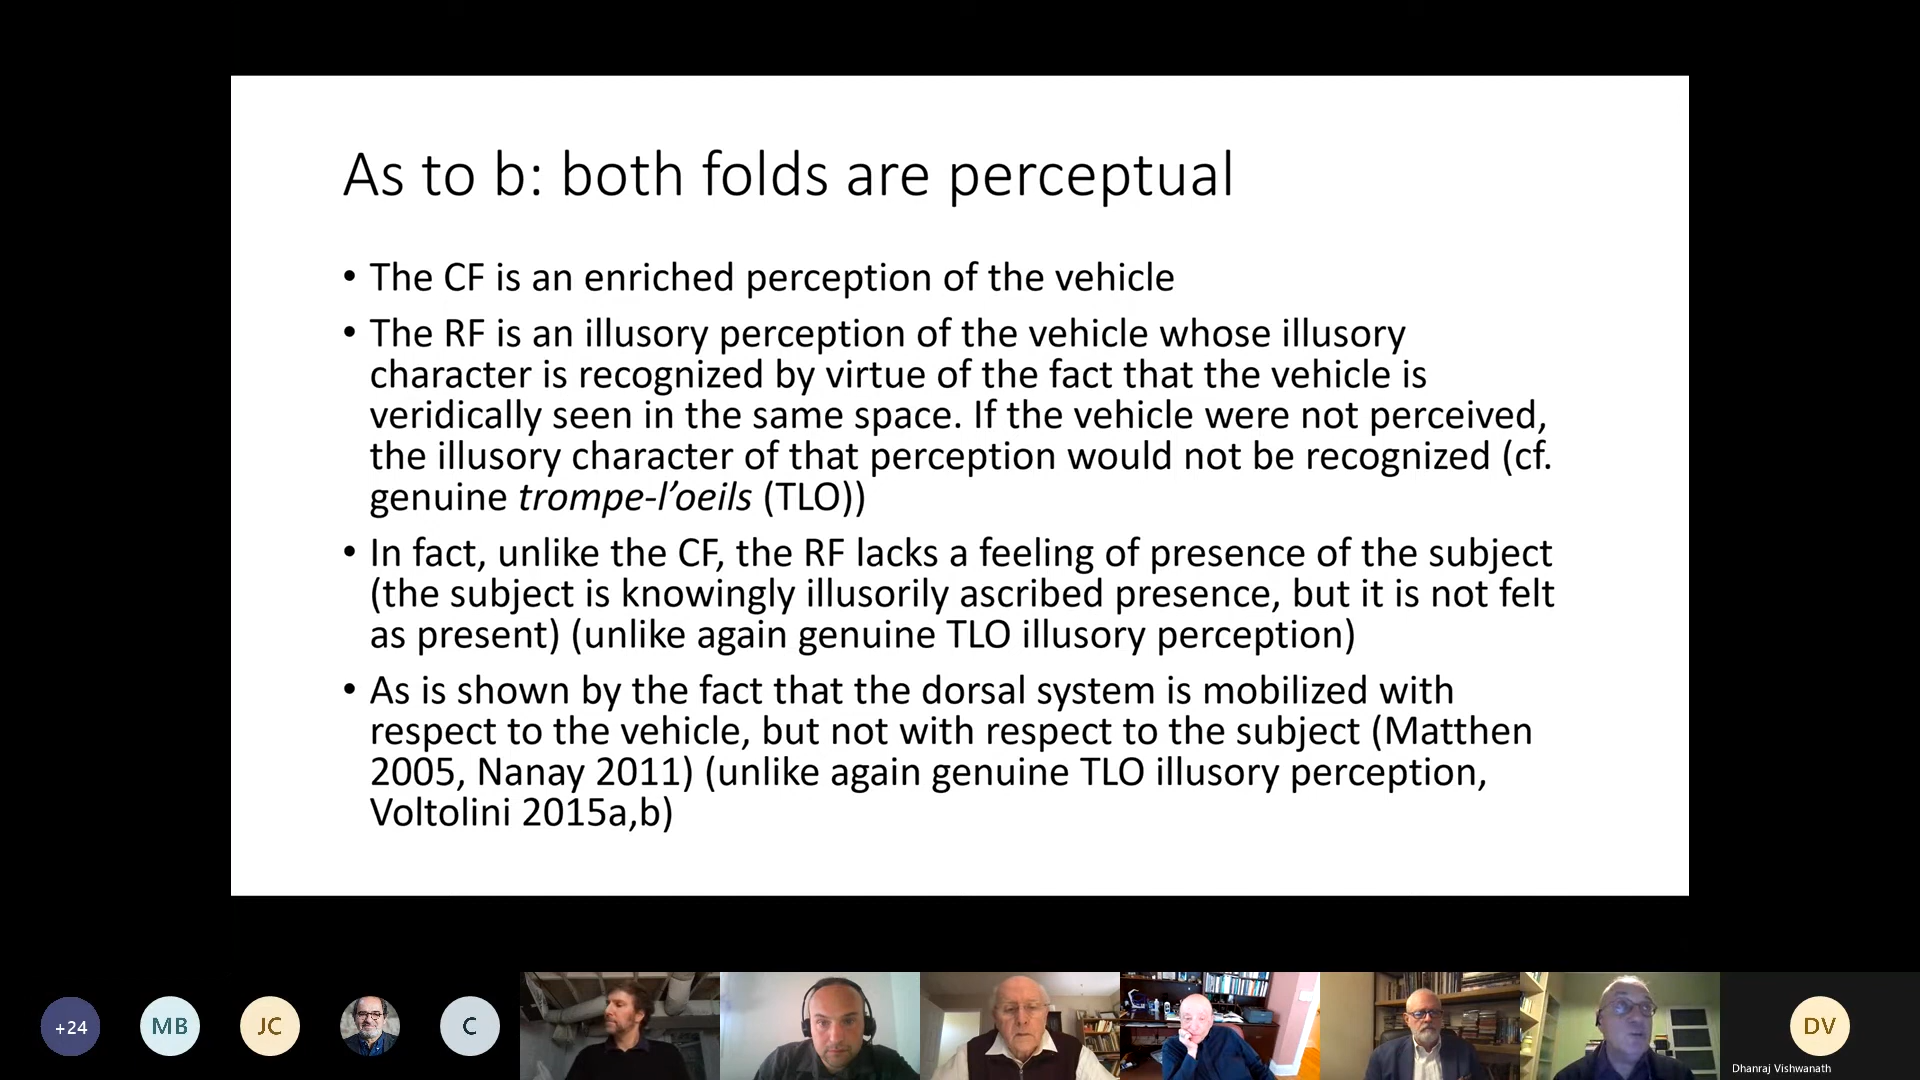 As to b: both folds are perceptual
• The CF is an enriched perception of the vehicle
• The RF is an illusory perception of the vehicle whose illusory
character is recognized by virtue of the fact that the vehicle is
veridically seen in the same space. If the vehicle were not perceived,
the illusory character of that perception would not be recognized (cf.
genuine trompe-l’oeils (TLO))
• In fact, unlike the CF, the RF lacks a feeling of presence of the subject
(the subject is knowingly illusorily ascribed presence, but it is not felt
as present) (unlike again genuine TLO illusory perception)
• As is shown by the fact that the dorsal system is mobilized with
respect to the vehicle, but not with respect to the subject (Matthen
2005, Nanay 2011) (unlike again genuine TLO illusory perception,
Voltolini 2015a,b)
+24
MB
JC
C
DV
Dhanraj Vishwanath